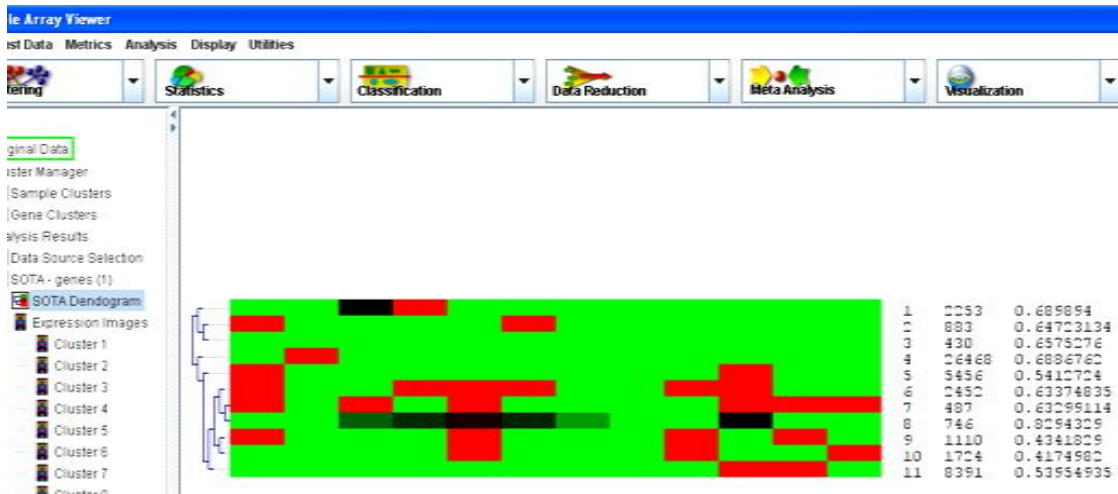 le Array Viewer
ust Data Metrics Analysis Display Utilities
tering Statistics Classification Data Reduction Meta Analysis Visualization
ginal Data
uster Manager
Sample Clusters
Gene Clusters
alysis Results
Data Source Selection
SOTA - genes (1)
SOTA Dendogram
Expression Images
Cluster 1
Cluster 2
Cluster 3
Cluster 4
Cluster 5
Cluster 6
Cluster 7
1 2253 0.689894
2 883 0.64723134
3 430 0.6575276
4 26468 0.6886762
5 5456 0.5412724
6 2452 0.63374835
7 487 0.63299114
8 746 0.8294329
9 1110 0.4341829
10 1724 0.4174982
11 8391 0.53954935